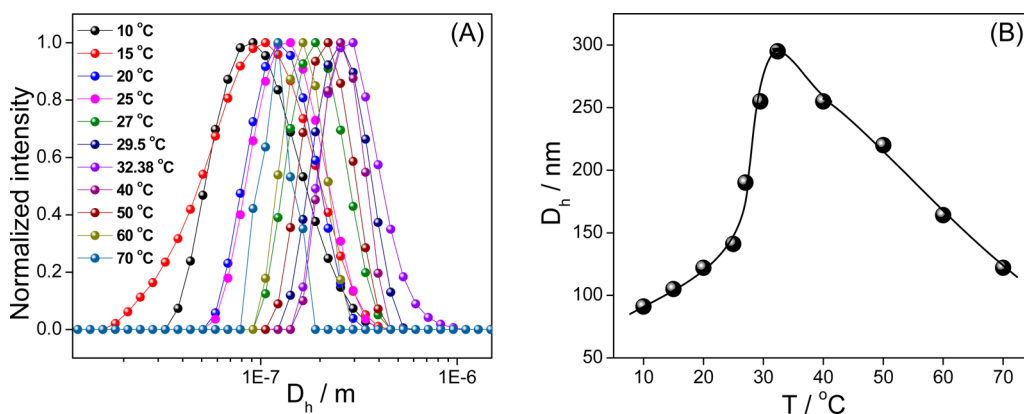 (A)
Normalized intensity
1.0
0.8
0.6
0.4
0.2
0.0
10 °C
15 °C
20 °C
25 °C
27 °C
29.5 °C
32.38 °C
40 °C
50 °C
60 °C
70 °C
1E-7
1E-6
D_h / m
(B)
D_h / nm
300
250
200
150
100
50
10 20 30 40 50 60 70
T / °C